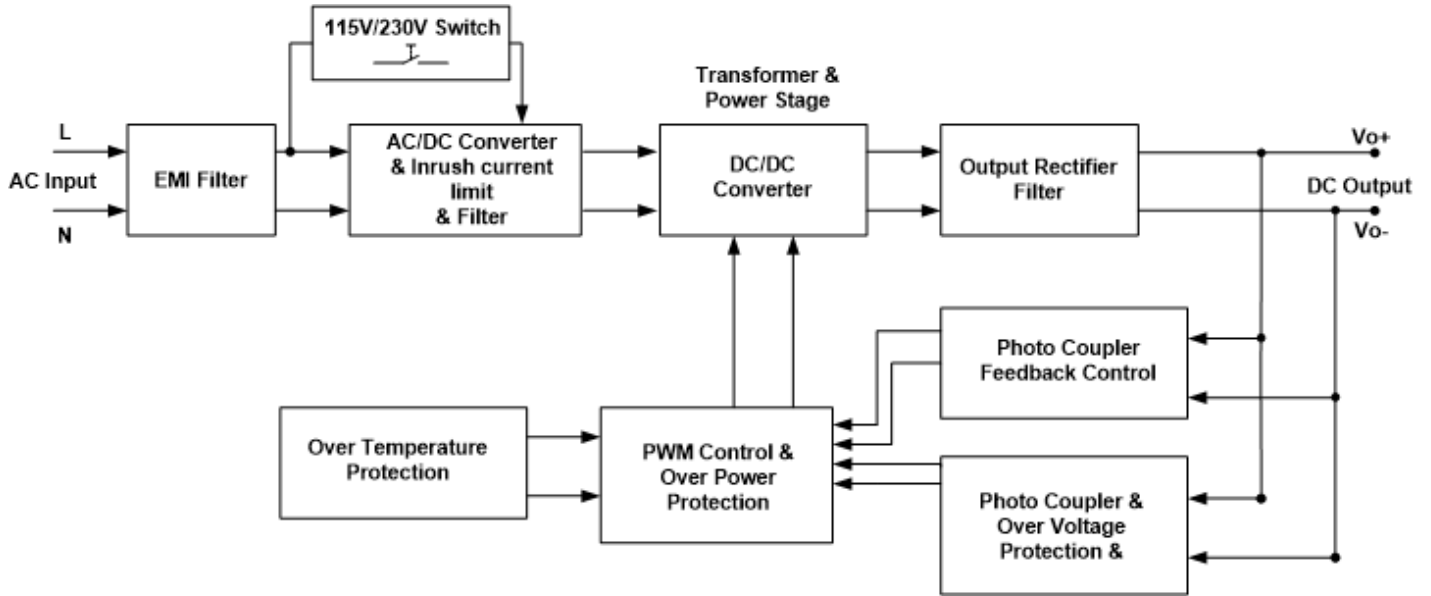 115V/230V Switch
Transformer &
Power Stage
L
AC Input
N
EMI Filter
AC/DC Converter
& Inrush current
limit
& Filter
DC/DC
Converter
Output Rectifier
Filter
Vo+
DC Output
Vo-
Photo Coupler
Feedback Control
Over Temperature
Protection
PWM Control &
Over Power
Protection
Photo Coupler &
Over Voltage
Protection &